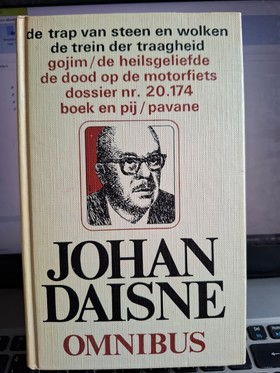 de trap van steen en wolken
de trein der traagheid
gojim/de heilsgeliefde
de dood op de motorfiets
dossier nr. 20.174
boek en pij/pavane
JOHAN
DAISNE
OMNIBUS